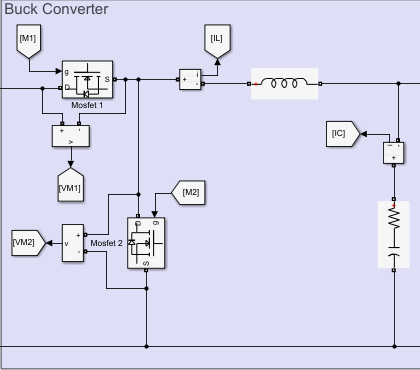 Buck Converter
[M1]
[IL]
g
D
S
i
+
-
Mosfet 1
+
-
v
[IC]
i
-
+
[VM1]
[M2]
g
D
S
[VM2]
v
+
-
Mosfet 2